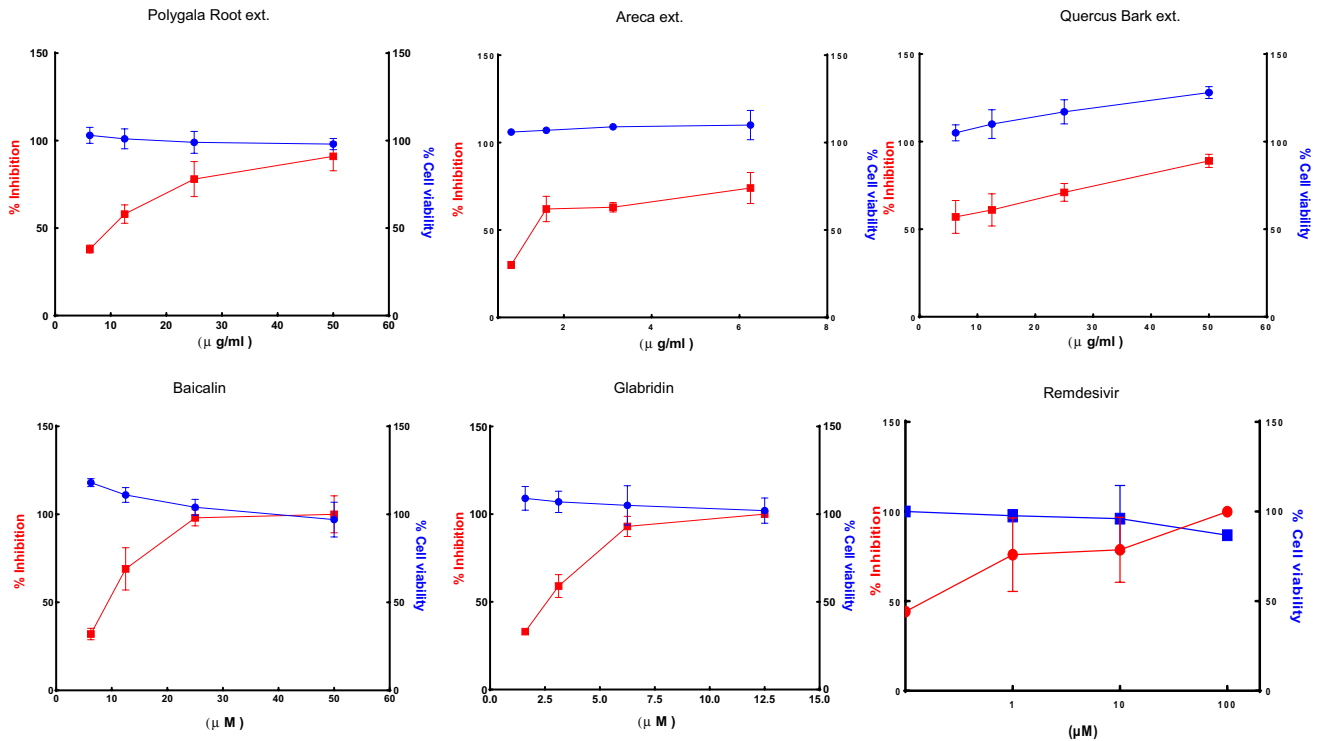 Polygala Root ext.
150
100
50
0
% Inhibition
150
100
50
0
% Cell viability
0 10 20 30 40 50 60
(μ g/ml)
Areca ext.
150
100
50
0
% Inhibition
150
100
50
0
% Cell viability
2 4 6 8
(μ g/ml)
Quercus Bark ext.
150
100
50
0
% Inhibition
150
100
50
0
% Cell viability
0 10 20 30 40 50 60
(μ g/ml)
Baicalin
150
100
50
0
% Inhibition
150
100
50
0
% Cell viability
0 10 20 30 40 50 60
(μ M )
Glabridin
150
100
50
0
% Inhibition
150
100
50
0
% Cell viability
0.0 2.5 5.0 7.5 10.0 12.5 15.0
(μ M )
Remdesivir
150
100
50
0
% Inhibition
150
100
50
0
% Cell viability
1 10 100
(μM)